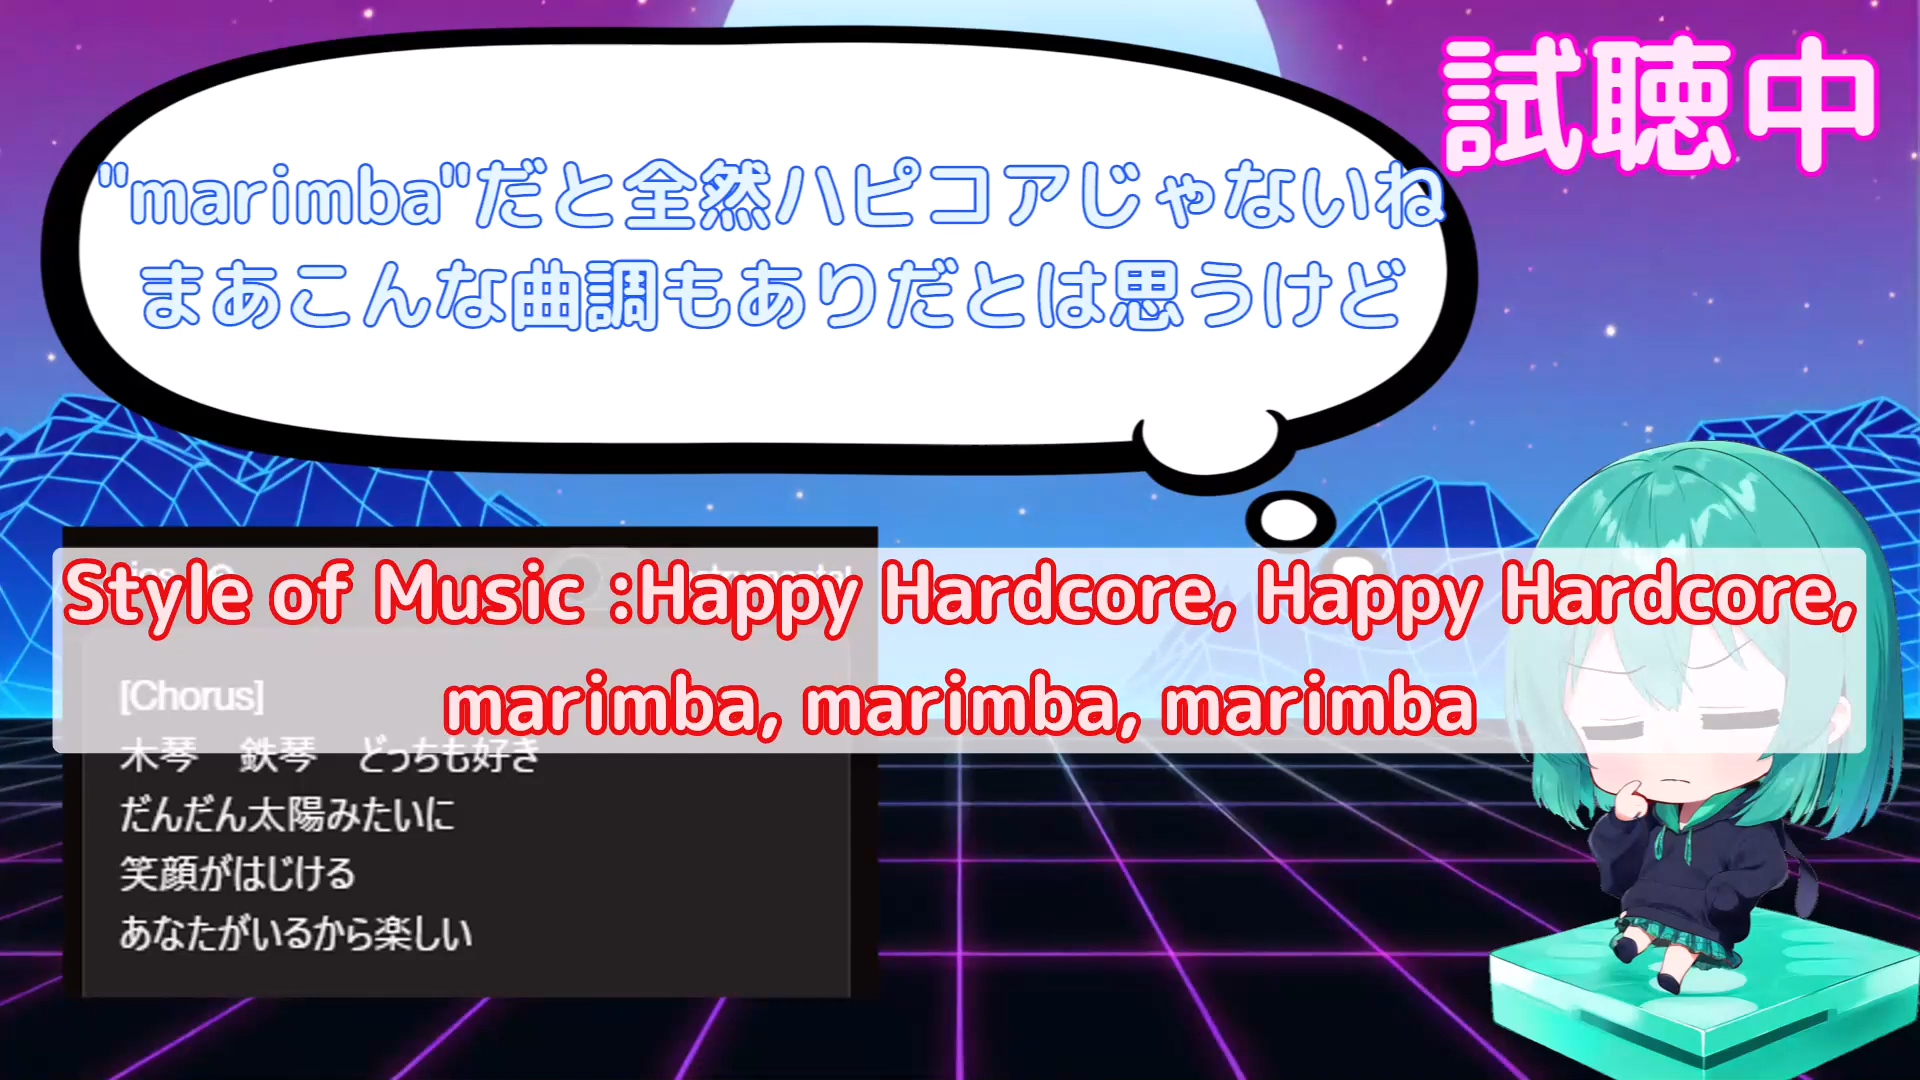 試聴中
"marimba"だと全然ハピコアじゃないね
まあこんな曲調もありだとは思うけど
Style of Music :Happy Hardcore, Happy Hardcore,
marimba, marimba, marimba
[Chorus]
木琴　鉄琴　どっちも好き
だんだん太陽みたいに
笑顔がはじける
あなたがいるから楽しい